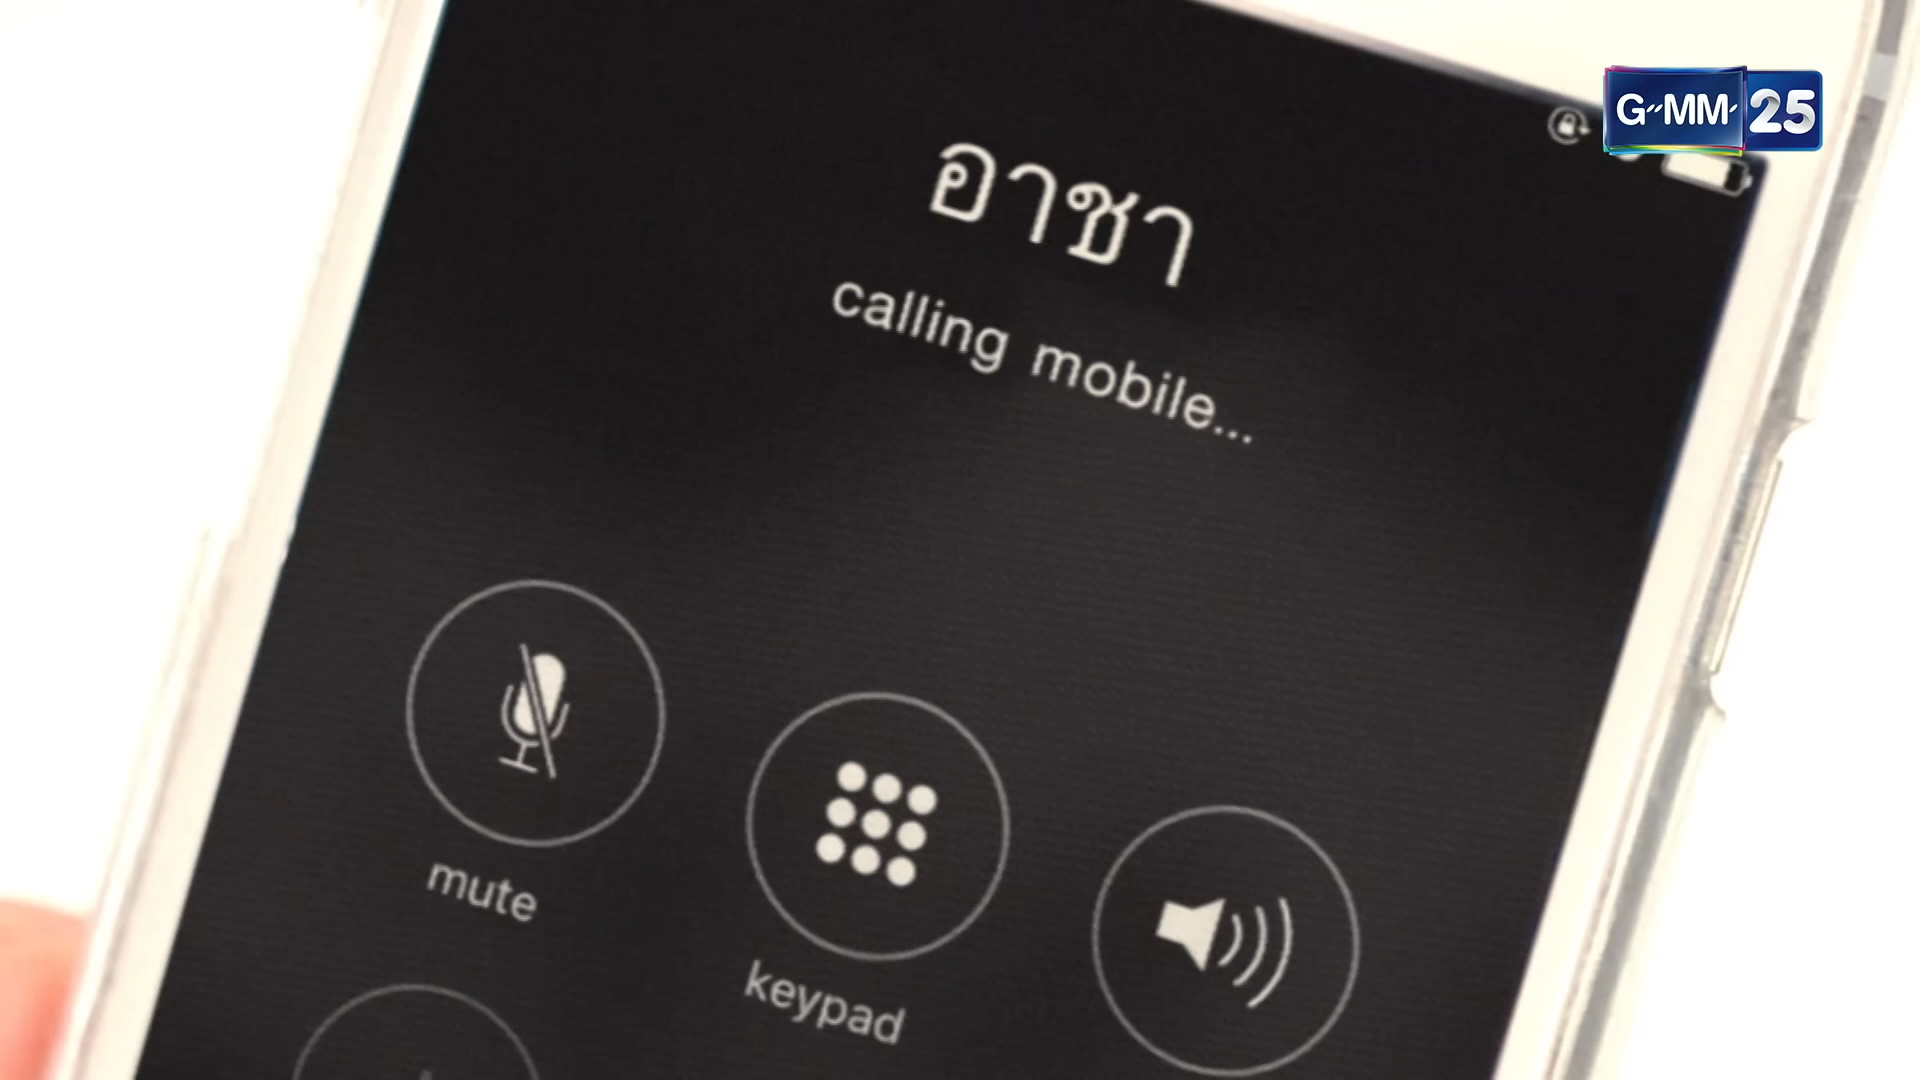 GMM 25
อาชา
calling mobile...
mute
keypad